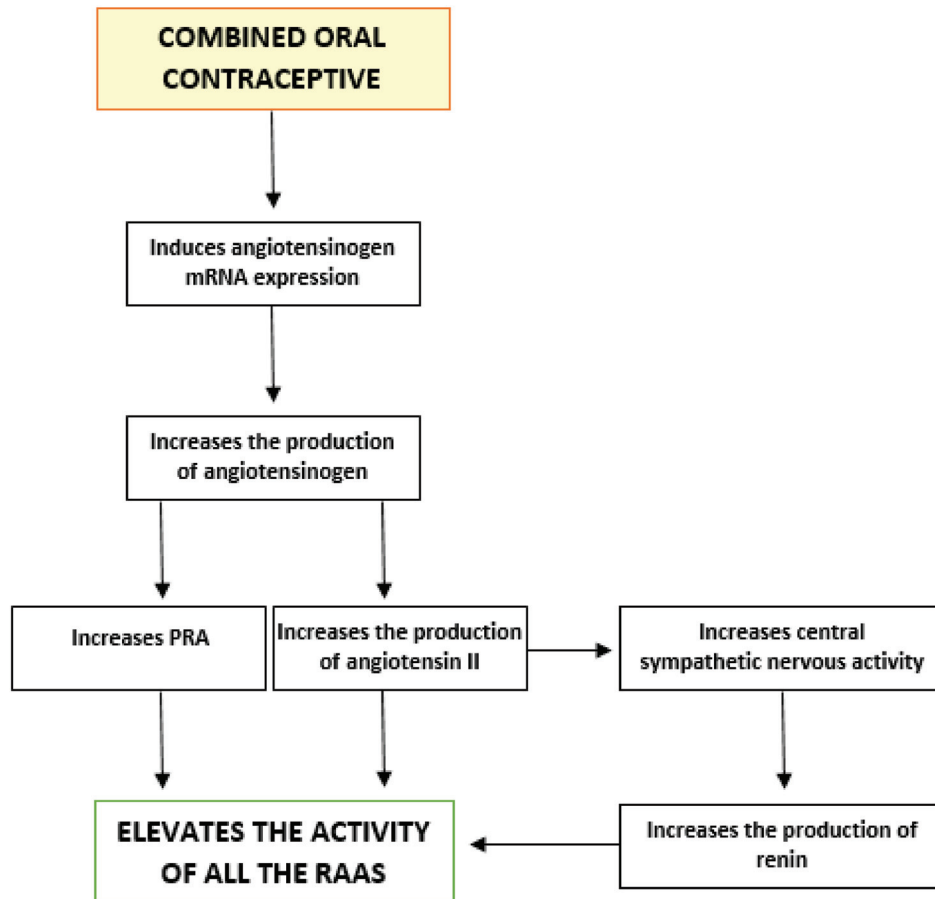 COMBINED ORAL
CONTRACEPTIVE
Induces angiotensinogen
mRNA expression
Increases the production
of angiotensinogen
Increases PRA
Increases the production
of angiotensin II
Increases central
sympathetic nervous activity
ELEVATES THE ACTIVITY
OF ALL THE RAAS
Increases the production of
renin